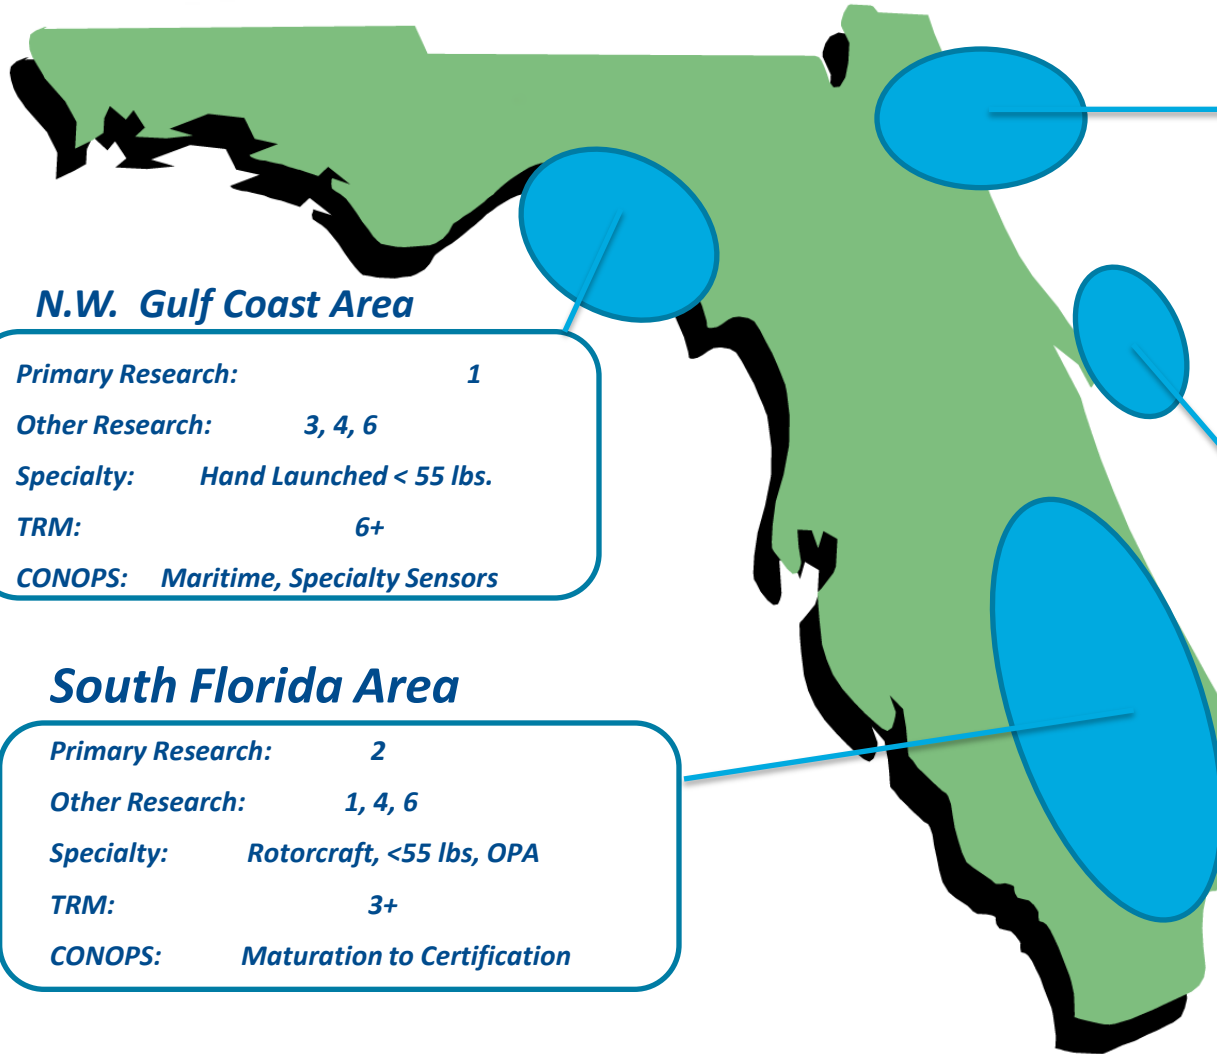 N.W. Gulf Coast Area
Primary Research: 1
Other Research: 3, 4, 6
Specialty: Hand Launched < 55 lbs.
TRM: 6+
CONOPS: Maritime, Specialty Sensors
South Florida Area
Primary Research: 2
Other Research: 1, 4, 6
Specialty: Rotorcraft, <55 lbs, OPA
TRM: 3+
CONOPS: Maturation to Certification